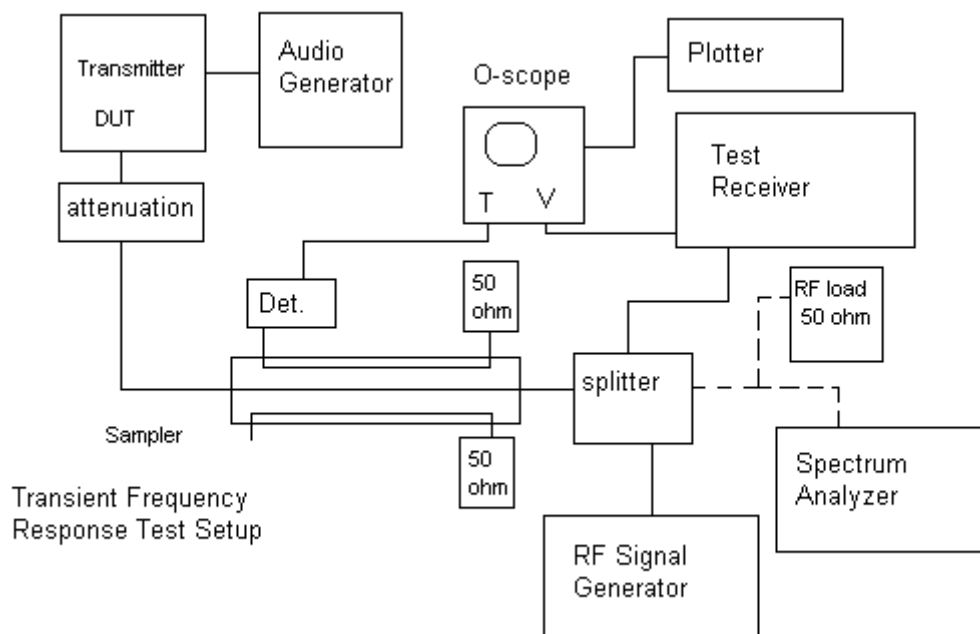 Transmitter
DUT
Audio
Generator
O-scope
Plotter
T V
Test
Receiver
attenuation
Det.
50
ohm
RF load
50 ohm
splitter
Sampler
50
ohm
Spectrum
Analyzer
Transient Frequency
Response Test Setup
RF Signal
Generator